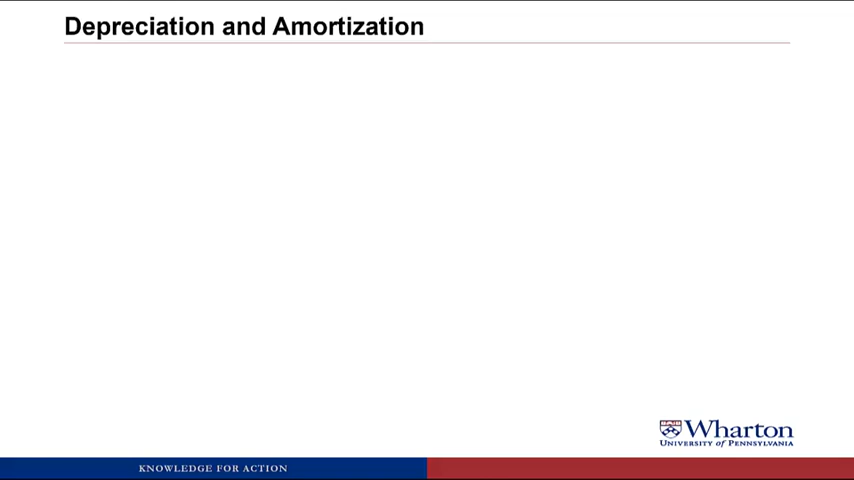 Depreciation and Amortization
Wharton
UNIVERSITY of PENNSYLVANIA
KNOWLEDGE FOR ACTION